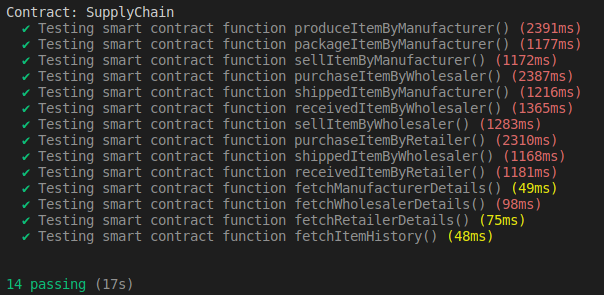 Contract: SupplyChain
✔ Testing smart contract function produceItemByManufacturer() (2391ms)
✔ Testing smart contract function packageItemByManufacturer() (1177ms)
✔ Testing smart contract function sellItemByManufacturer() (1172ms)
✔ Testing smart contract function purchaseItemByWholesaler() (2387ms)
✔ Testing smart contract function shippedItemByManufacturer() (1216ms)
✔ Testing smart contract function receivedItemByWholesaler() (1365ms)
✔ Testing smart contract function sellItemByWholesaler() (1283ms)
✔ Testing smart contract function purchaseItemByRetailer() (2310ms)
✔ Testing smart contract function shippedItemByWholesaler() (1168ms)
✔ Testing smart contract function receivedItemByRetailer() (1181ms)
✔ Testing smart contract function fetchManufacturerDetails() (49ms)
✔ Testing smart contract function fetchWholesalerDetails() (98ms)
✔ Testing smart contract function fetchRetailerDetails() (75ms)
✔ Testing smart contract function fetchItemHistory() (48ms)
14 passing (17s)